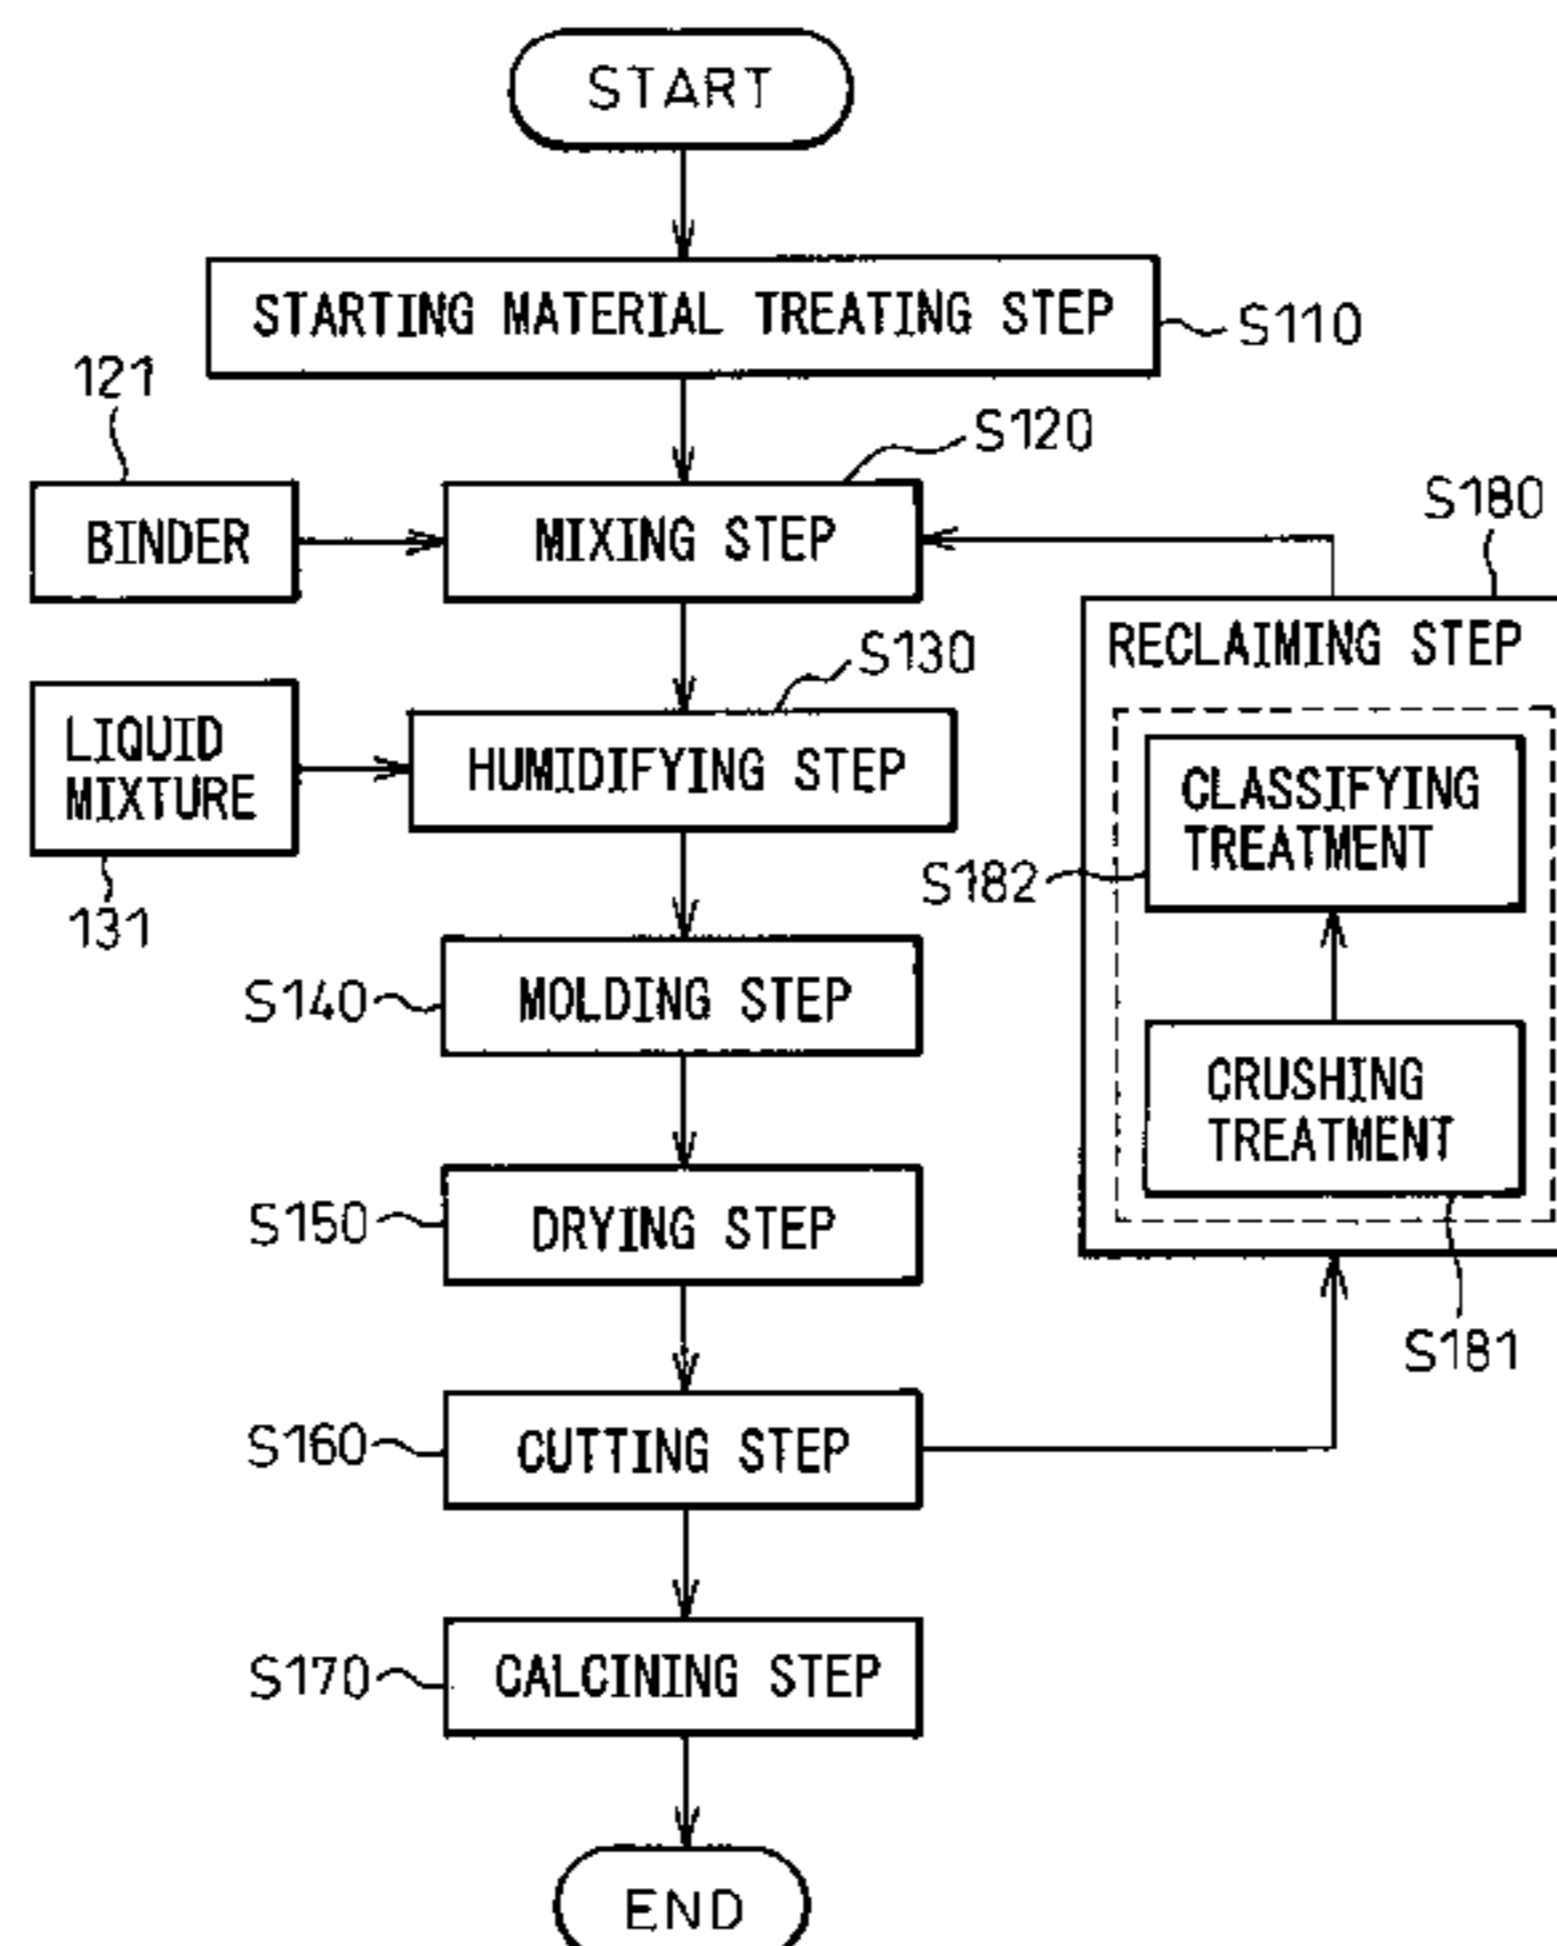 START
STARTING MATERIAL TREATING STEP
S110
121
S120
BINDER
MIXING STEP
S180
S130
RECLAIMING STEP
LIQUID
MIXTURE
HUMIDIFYING STEP
CLASSIFYING
TREATMENT
S182
131
S140
MOLDING STEP
CRUSHING
TREATMENT
S150
DRYING STEP
S181
S160
CUTTING STEP
S170
CALCINING STEP
END